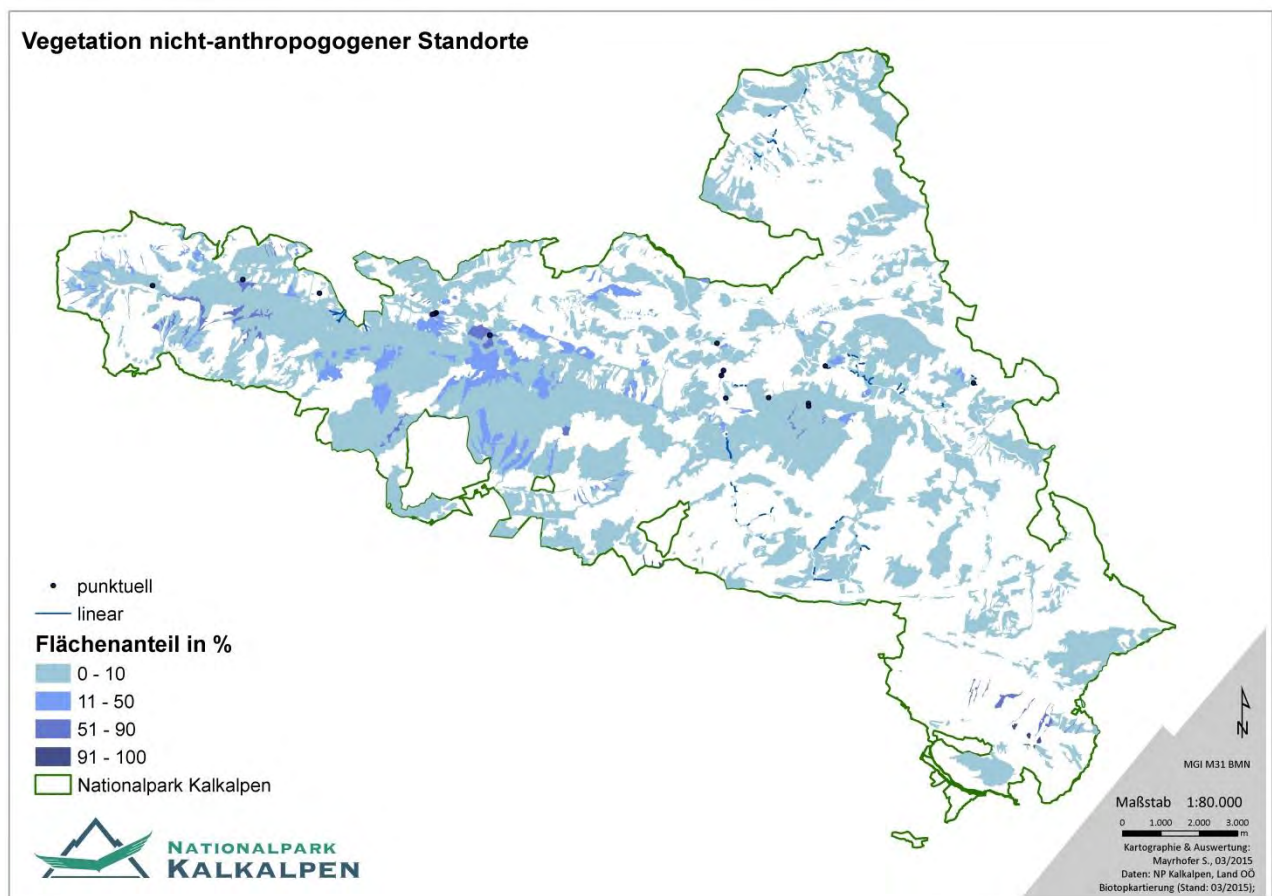 Vegetation nicht-anthropogogener Standorte
punktuell
linear
Flächenanteil in %
0 - 10
11 - 50
51 - 90
91 - 100
Nationalpark Kalkalpen
NATIONALPARK
KALKALPEN
N
MGI M31 BMN
Maßstab 1:80.000
0 1.000 2.000 3.000
m
Kartographie & Auswertung:
Mayrhofer S., 03/2015
Daten: NP Kalkalpen, Land OÖ
Biotopkartierung (Stand: 03/2015);